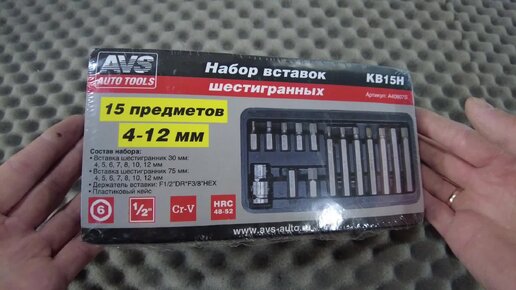 AVS
AUTO TOOLS
Набор вставок
шестигранных
KB15H
15 предметов
4-12 мм
Состав набора:
• Вставка шестигранник 30 мм:
4, 5, 6, 7, 8, 10, 12 мм
• Вставка шестигранник 75 мм:
4, 5, 6, 7, 8, 10, 12 мм
• Держатель вставки: F1/2"DR*F3/8"HEX
• Пластиковый кейс
6
1/2"
Cr-V
HRC
48-52
www.avs-auto.ru